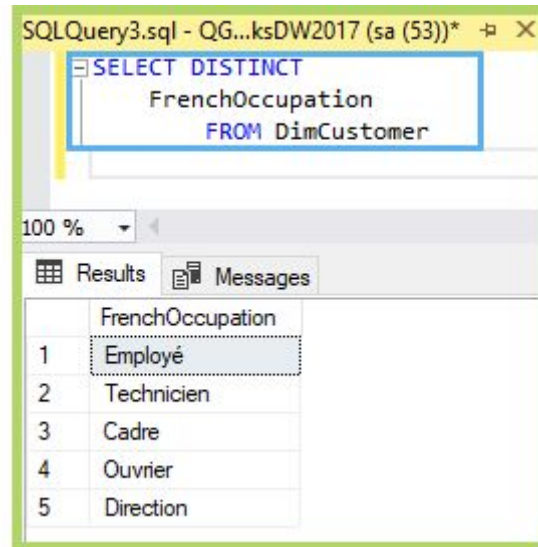 SQLQuery3.sql - QG...ksDW2017 (sa (53))*
SELECT DISTINCT
FrenchOccupation
FROM DimCustomer
100 %
Results Messages
FrenchOccupation
1 Employé
2 Technicien
3 Cadre
4 Ouvrier
5 Direction